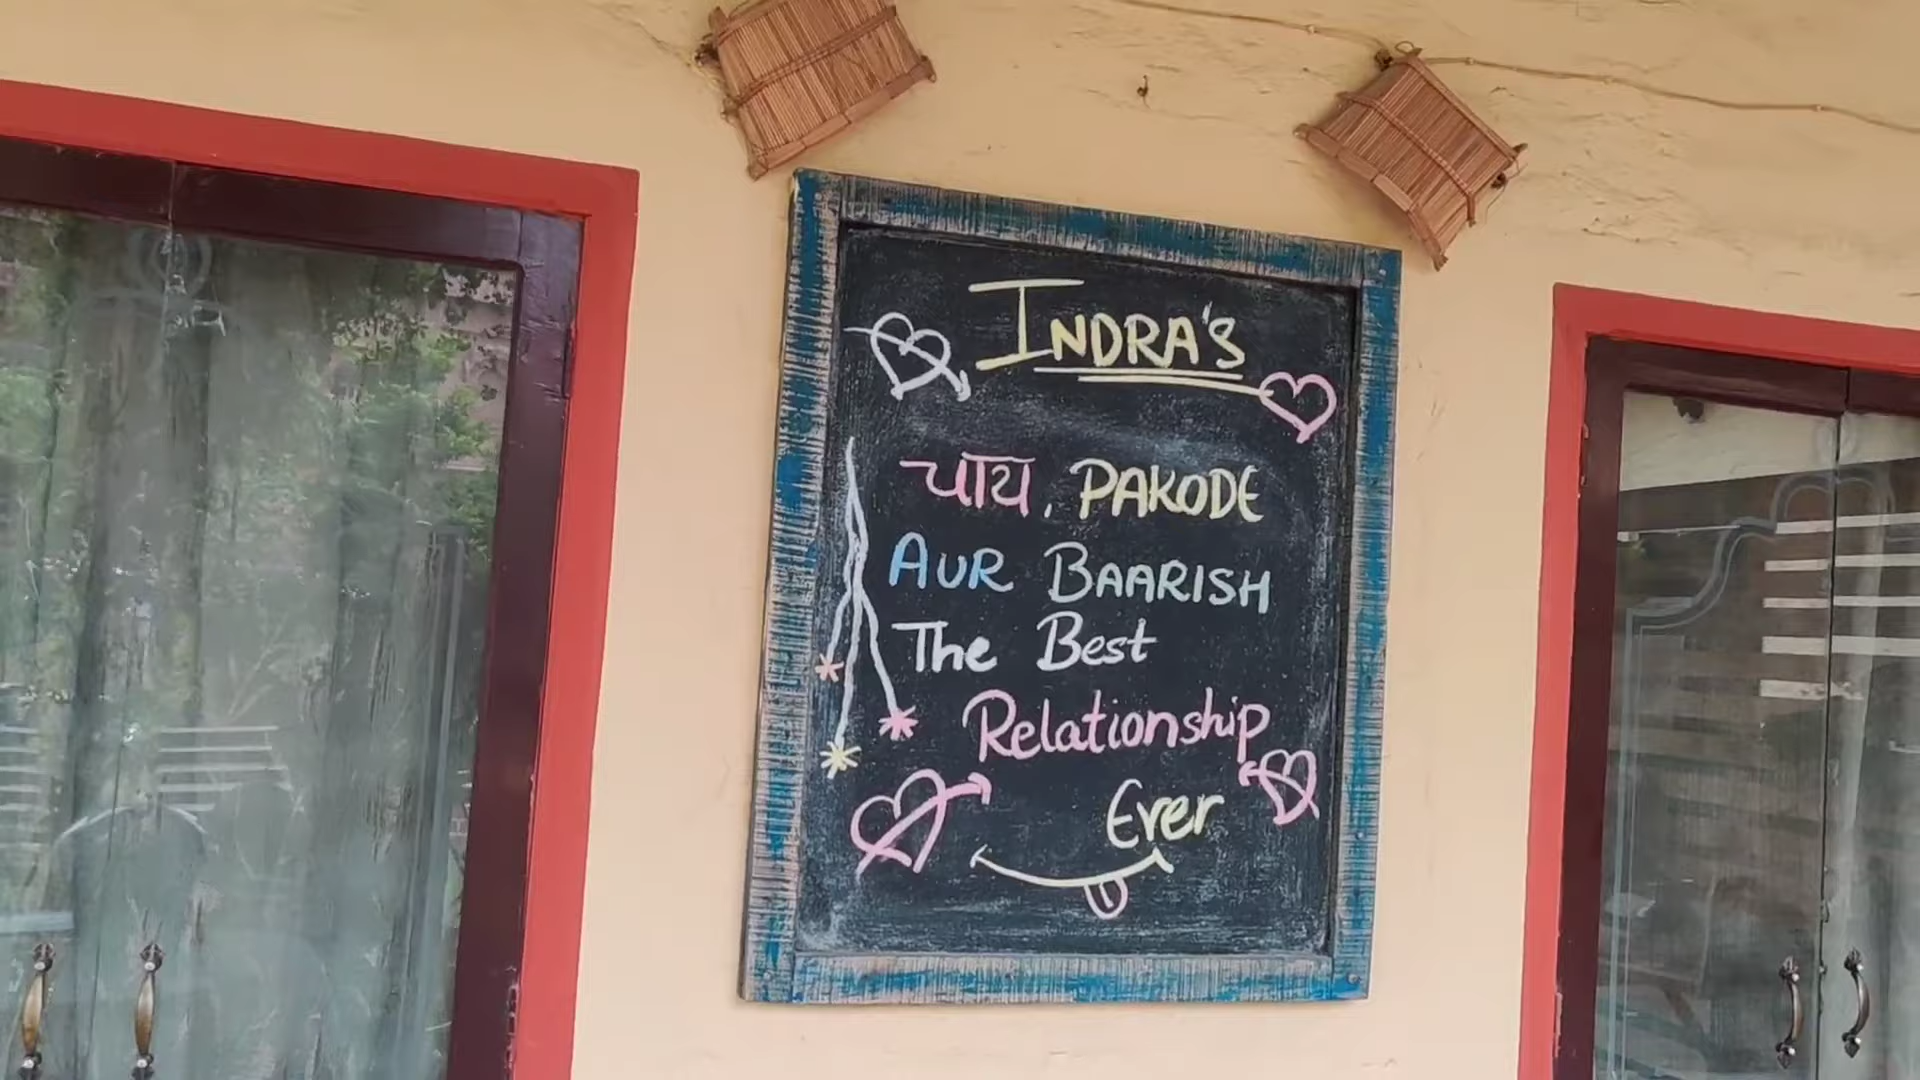 INDRA'S
चाय, PAKODE
AUR BAARISH
The Best
Relationship
Ever